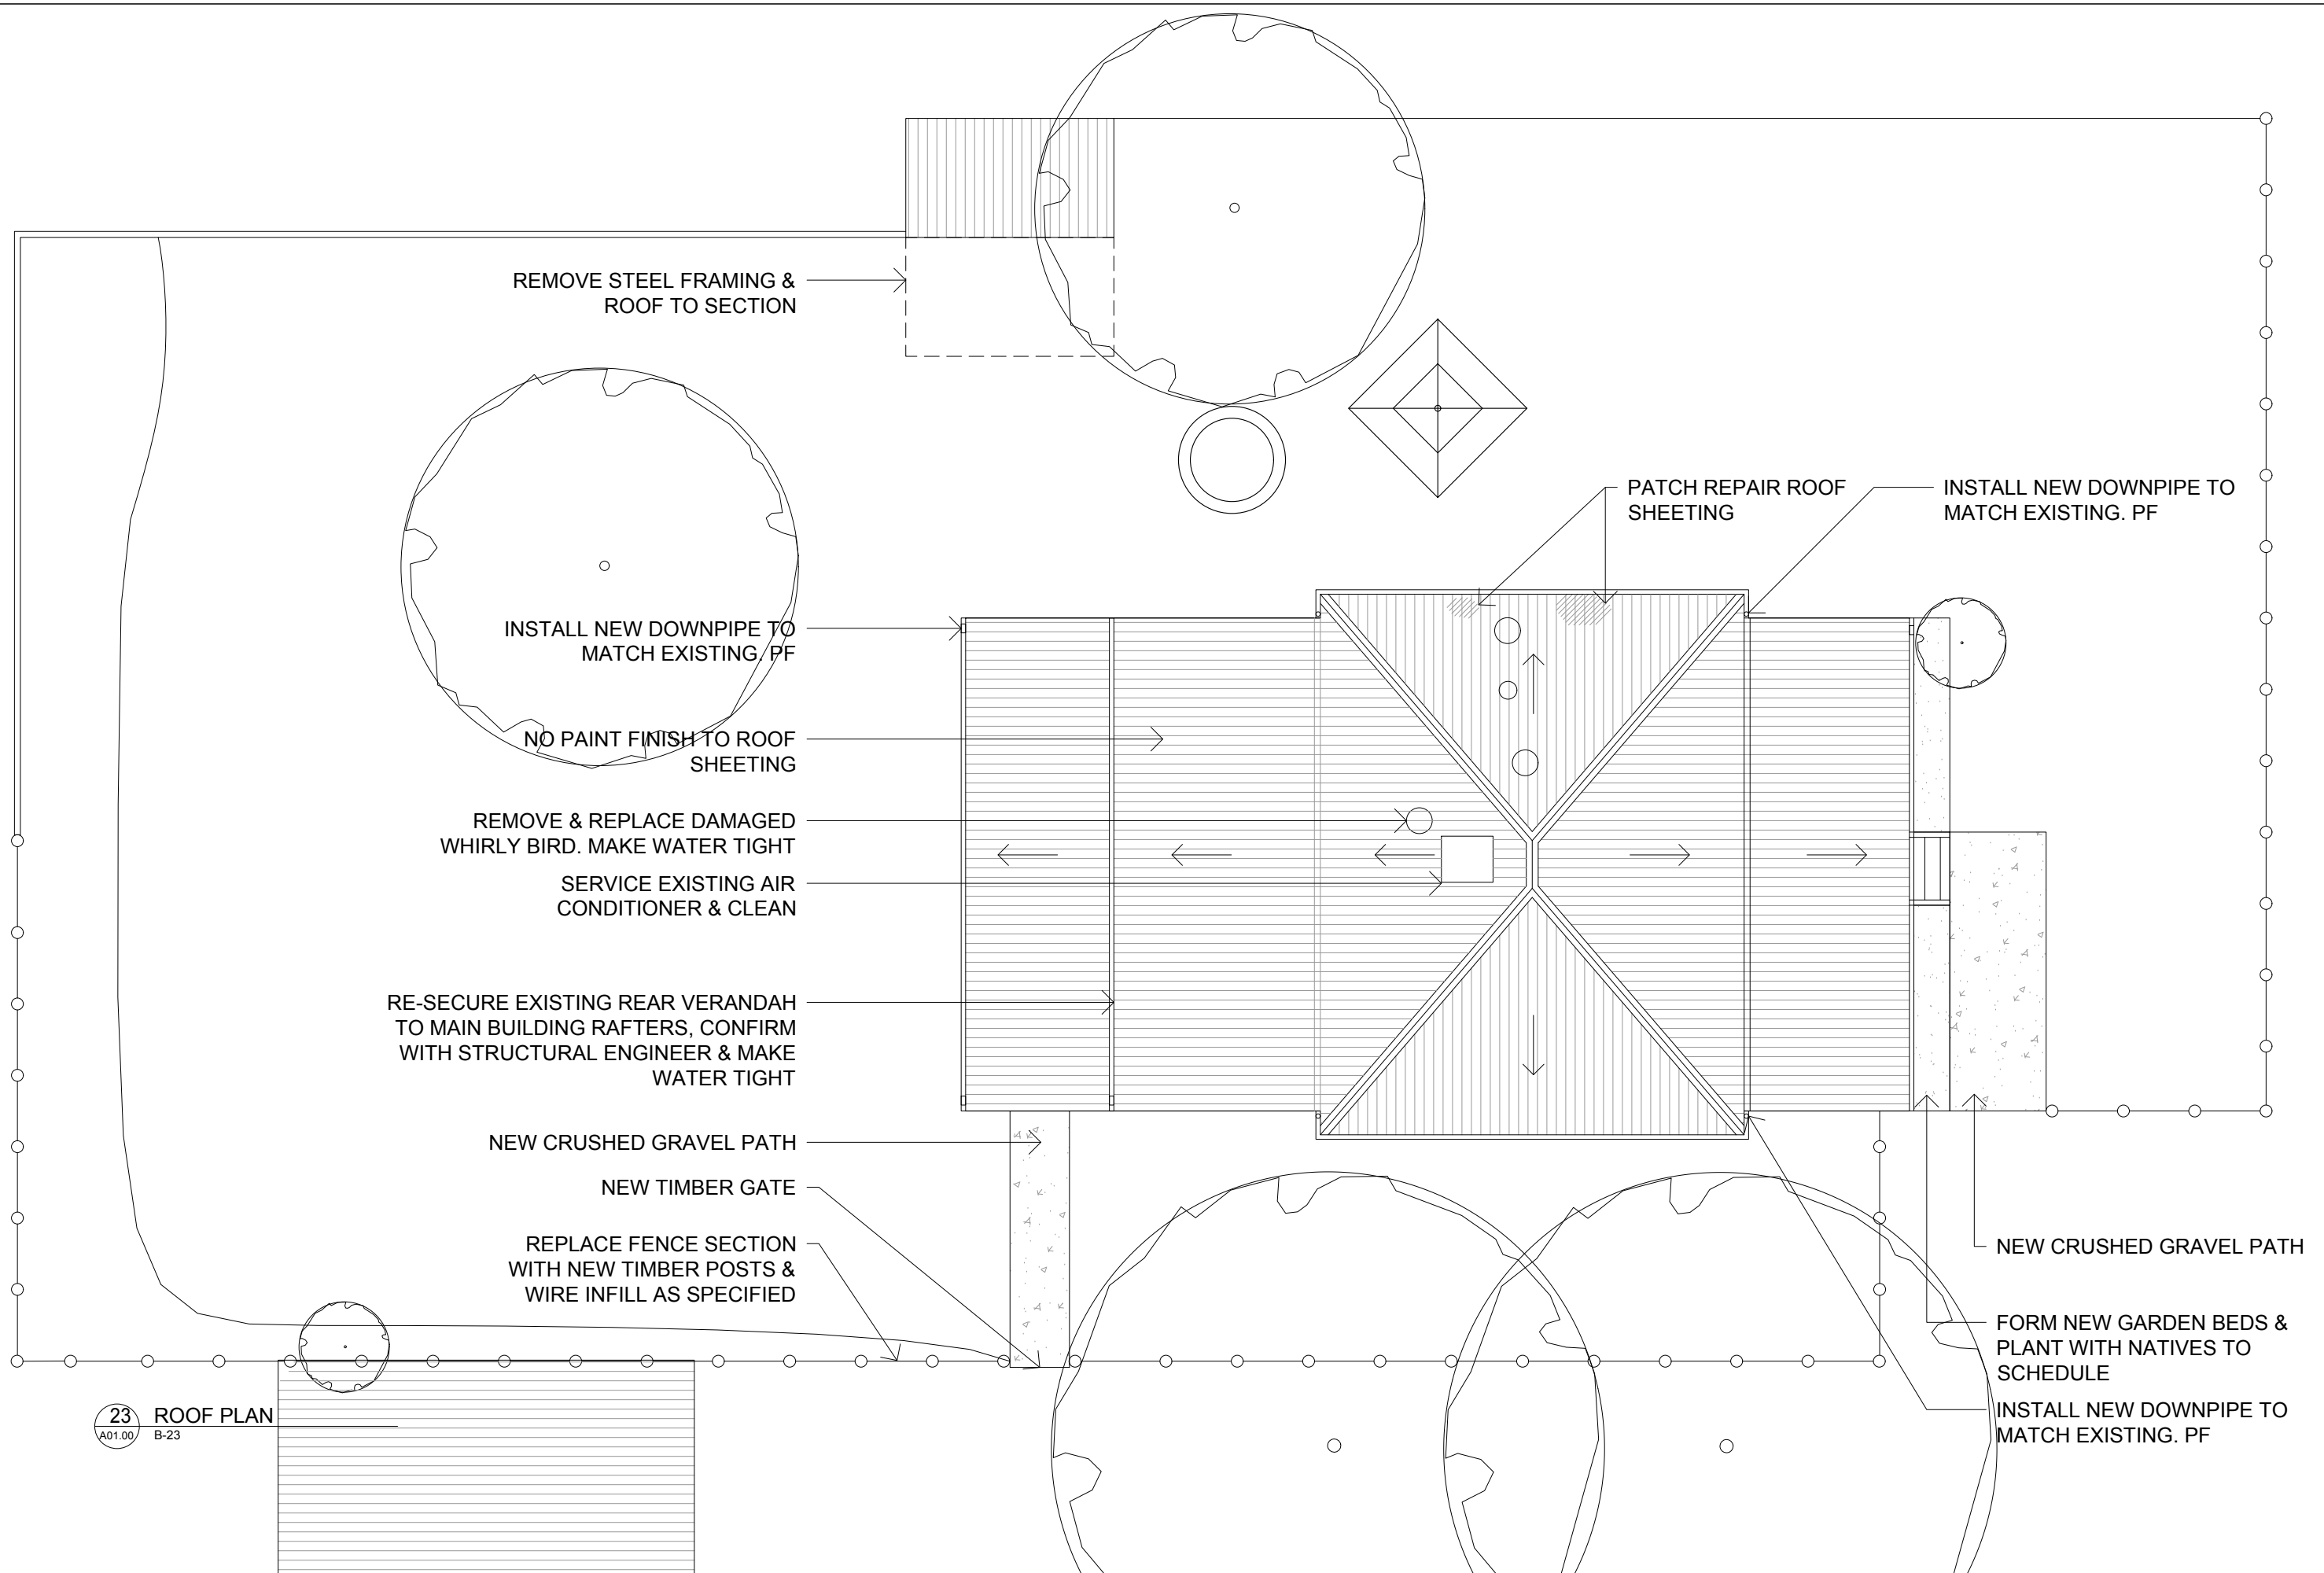 REMOVE STEEL FRAMING &
ROOF TO SECTION
PATCH REPAIR ROOF
SHEETING
INSTALL NEW DOWNPIPE TO
MATCH EXISTING. PF
INSTALL NEW DOWNPIPE TO
MATCH EXISTING. PF
NO PAINT FINISH TO ROOF
SHEETING
REMOVE & REPLACE DAMAGED
WHIRLY BIRD. MAKE WATER TIGHT
SERVICE EXISTING AIR
CONDITIONER & CLEAN
RE-SECURE EXISTING REAR VERANDAH
TO MAIN BUILDING RAFTERS, CONFIRM
WITH STRUCTURAL ENGINEER & MAKE
WATER TIGHT
NEW CRUSHED GRAVEL PATH
NEW TIMBER GATE
REPLACE FENCE SECTION
WITH NEW TIMBER POSTS &
WIRE INFILL AS SPECIFIED
NEW CRUSHED GRAVEL PATH
FORM NEW GARDEN BEDS &
PLANT WITH NATIVES TO
SCHEDULE
INSTALL NEW DOWNPIPE TO
MATCH EXISTING. PF
23 ROOF PLAN
A01.00 B-23